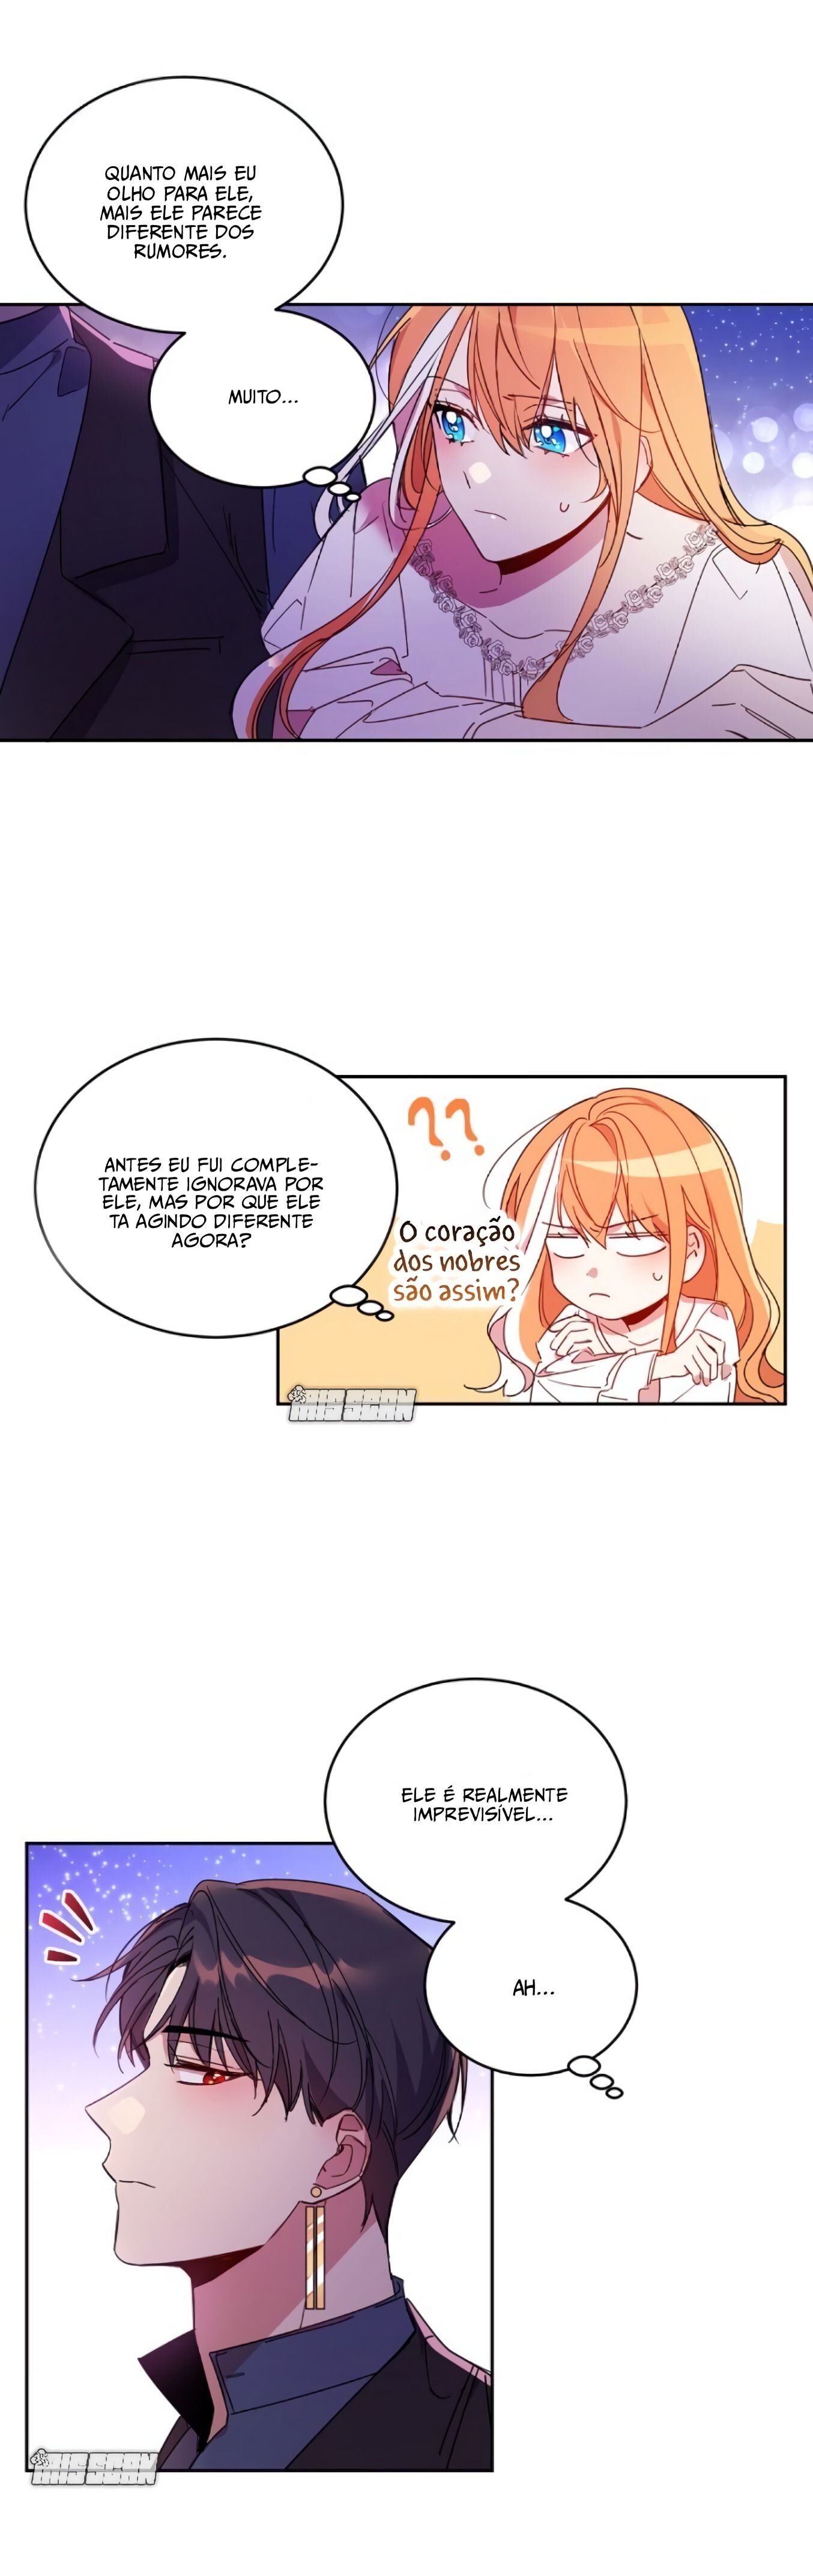 QUANTO MAIS EU
OLHO PARA ELE,
MAIS ELE PARECE
DIFERENTE DOS
RUMORES.
MUITO...
??
ANTES EU FUI COMPLE-
TAMENTE IGNORAVA POR
ELE, MAS POR QUE ELE
TA AGINDO DIFERENTE
AGORA?
O coração
dos nobres
são assim?
MISSCAN
ELE É REALMENTE
IMPREVISÍVEL...
AH...
MISSCAN